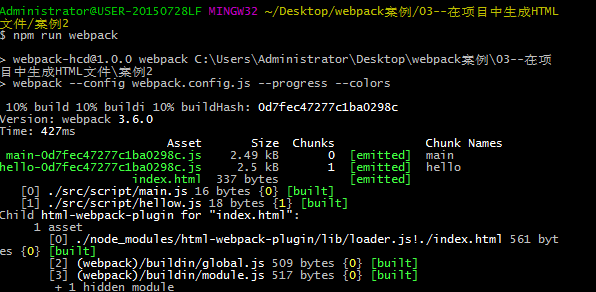 Administrator@USER-20150728LF MINGW32 ~/Desktop/webpack案例/03--在项目中生成HTML
文件/案例2
$ npm run webpack
> webpack-hcd@1.0.0 webpack C:\Users\Administrator\Desktop\webpack案例\03--在项
目中生成HTML文件\案例2
> webpack --config webpack.config.js --progress --colors
10% build 10% buildi 10% buildHash: 0d7fec47277c1ba0298c
Version: webpack 3.6.0
Time: 427ms
Asset Size Chunks Chunk Names
main-0d7fec47277c1ba0298c.js 2.49 kB 0 [emitted] main
hello-0d7fec47277c1ba0298c.js 2.5 kB 1 [emitted] hello
index.html 337 bytes [emitted]
[0] ./src/script/main.js 16 bytes {0} [built]
[1] ./src/script/hellow.js 18 bytes {1} [built]
Child html-webpack-plugin for "index.html":
1 asset
[0] ./node_modules/html-webpack-plugin/lib/loader.js!./index.html 561 byt
es {0} [built]
[2] (webpack)/buildin/global.js 509 bytes {0} [built]
[3] (webpack)/buildin/module.js 517 bytes {0} [built]
+ 1 hidden module